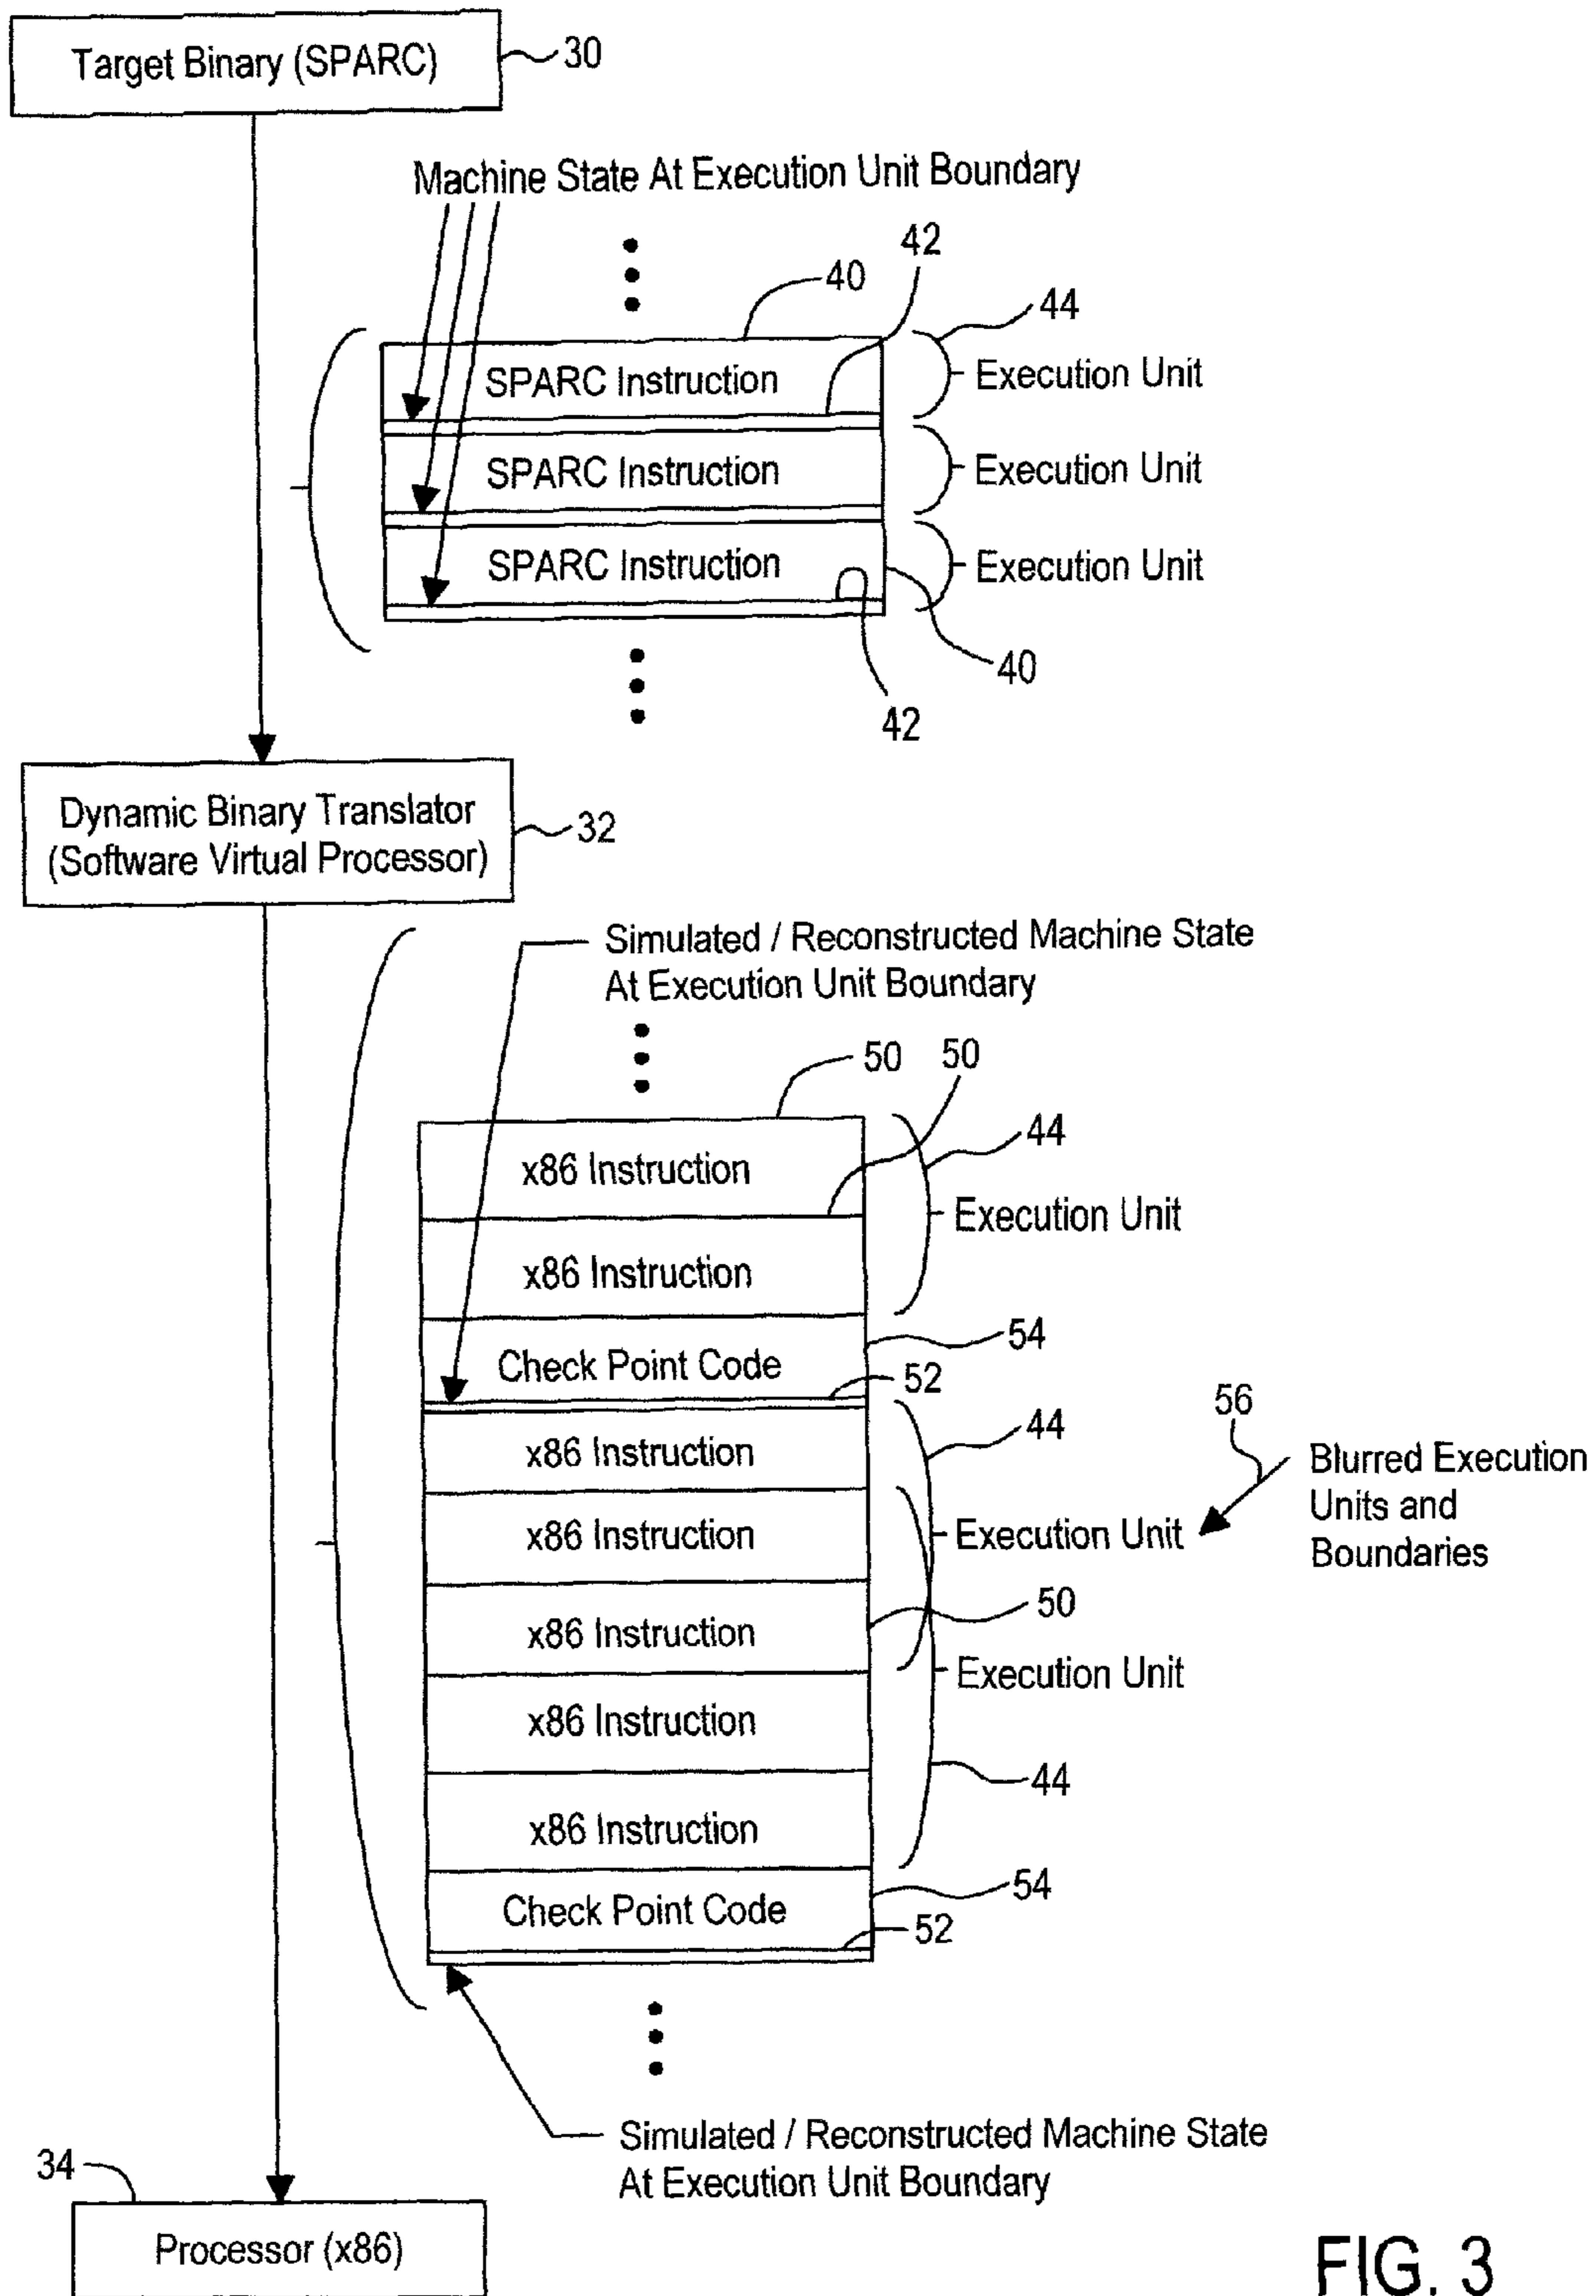 Target Binary (SPARC)
30
Machine State At Execution Unit Boundary
42
40
44
SPARC Instruction
Execution Unit
SPARC Instruction
Execution Unit
SPARC Instruction
Execution Unit
40
42
Dynamic Binary Translator
(Software Virtual Processor)
32
Simulated / Reconstructed Machine State
At Execution Unit Boundary
50
50
44
x86 Instruction
Execution Unit
x86 Instruction
54
Check Point Code
52
56
44
x86 Instruction
Blurred Execution
Units and
Boundaries
x86 Instruction
Execution Unit
50
x86 Instruction
Execution Unit
x86 Instruction
44
x86 Instruction
54
Check Point Code
52
Simulated / Reconstructed Machine State
At Execution Unit Boundary
34
Processor (x86)
FIG. 3